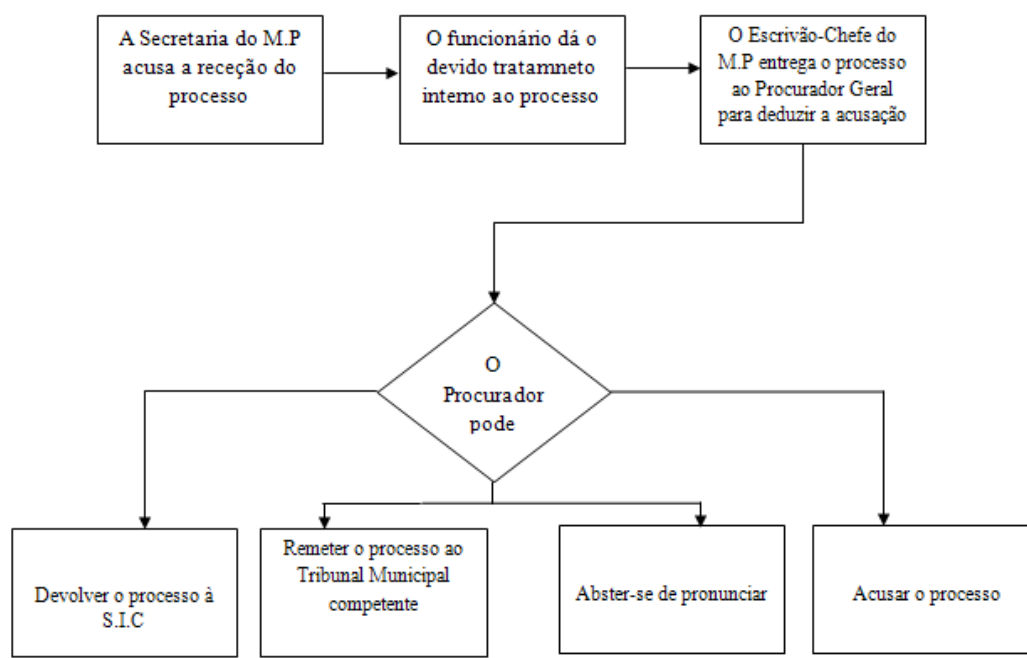 A Secretaria do M.P
acusa a receção do
processo
O funcionário dá o
devido tratamneto
interno ao processo
O Escrivão-Chefe do
M.P entrega o processo
ao Procurador Geral
para deduzir a acusação
O
Procurador
pode
Devolver o processo à
S.I.C
Remeter o processo ao
Tribunal Municipal
competente
Abster-se de pronunciar
Acusar o processo